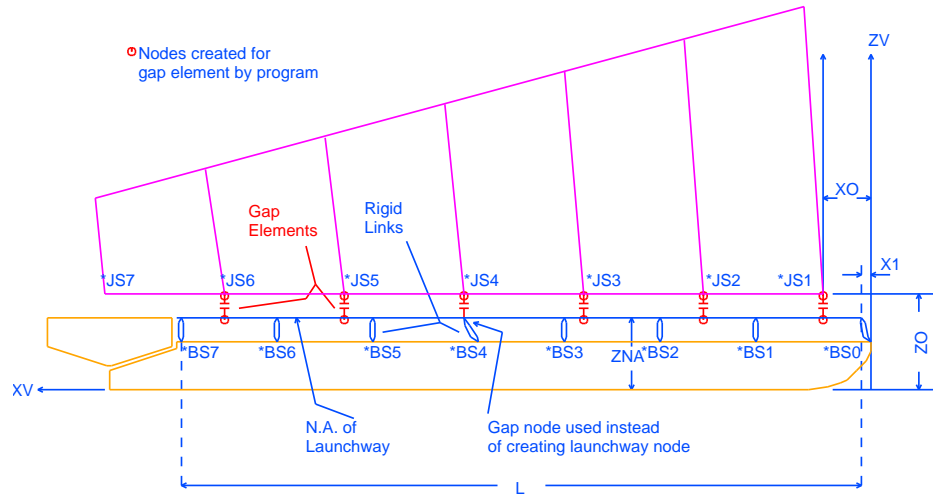 Nodes created for
gap element by program
ZV
XO
Gap
Elements
Rigid
Links
X1
*JS7
*JS6
*JS5
*JS4
*JS3
*JS2
*JS1
*BS7
*BS6
*BS5
*BS4
*BS3
ZNA
*BS2
*BS1
*BS0
ZO
XV
N.A. of
Launchway
Gap node used instead
of creating launchway node
L